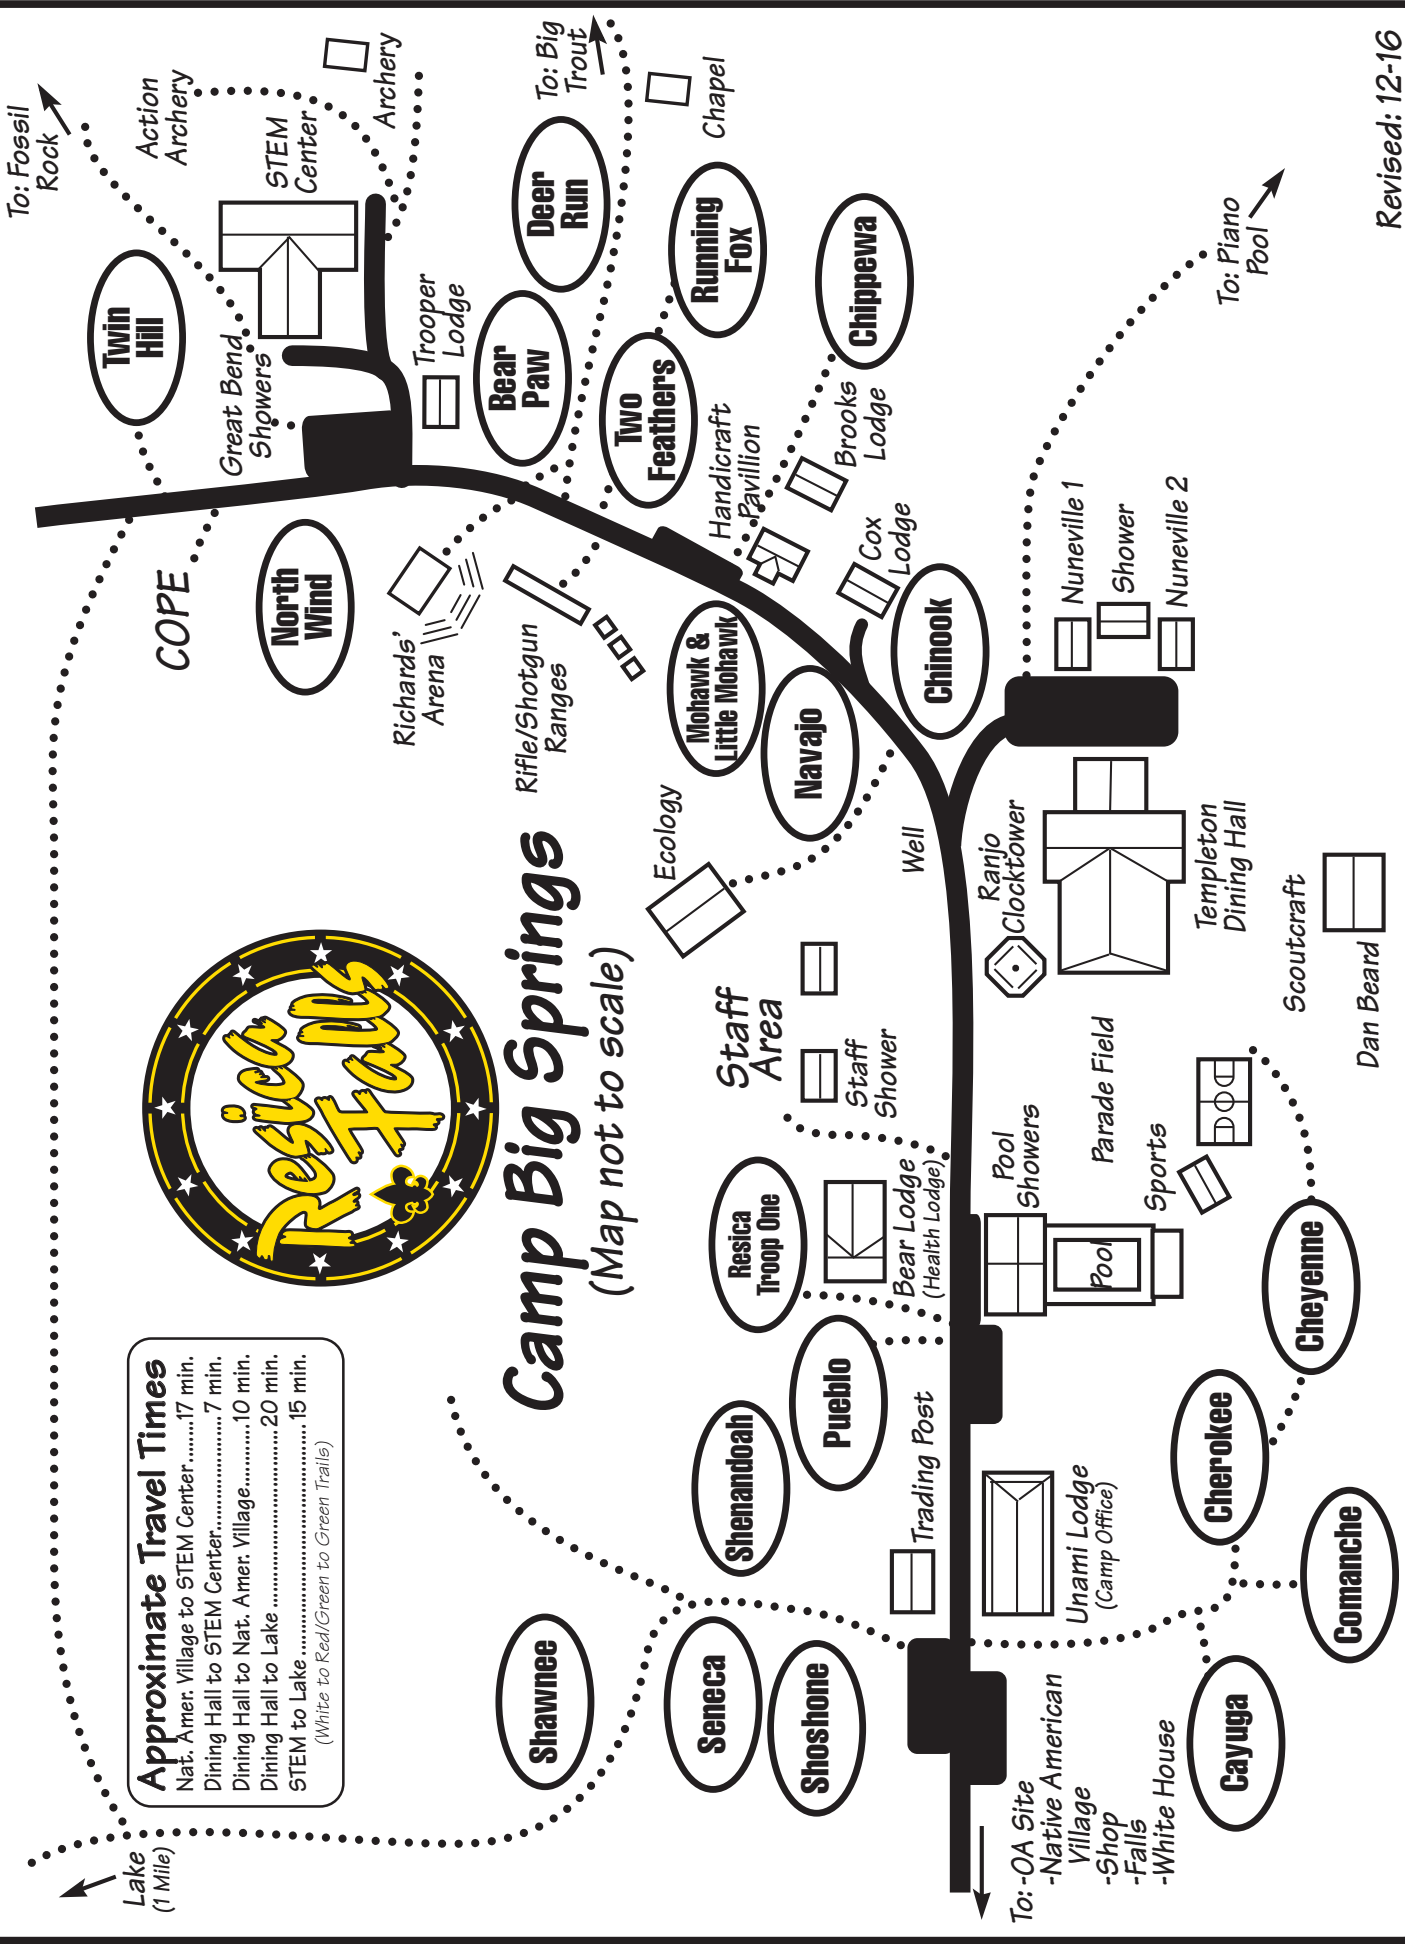 Approximate Travel Times
Nat. Amer. Village to STEM Center........17 min.
Dining Hall to STEM Center........................7 min.
Dining Hall to Nat. Amer. Village............10 min.
Dining Hall to Lake ..................................20 min.
STEM to Lake..........................................15 min.
(White to Red/Green to Green Trails)
Resica
Falls
Camp Big Springs
(Map not to scale)
Lake
(1 Mile)
To: Fossil
Rock
Action
Archery
STEM
Center
Archery
Twin
Hill
Great Bend
Showers
Trooper
Lodge
To: Big
Trout
Chapel
Deer
Run
Bear
Paw
Running
Fox
Two
Feathers
Chippewa
COPE
North
Wind
Richards'
Arena
Rifle/Shotgun
Ranges
Handicraft
Pavillion
Brooks
Lodge
Cox
Lodge
Mohawk &
Little Mohawk
Navajo
Chinook
Ecology
Well
Staff
Area
Staff
Shower
Ranjo
Clocktower
Templeton
Dining Hall
Nuneville 1
Shower
Nuneville 2
To: Piano
Pool
Scoutcraft
Dan Beard
Parade Field
Sports
Pool
Showers
Pool
Resica
Troop One
Bear Lodge
(Health Lodge)
Pueblo
Shenandoah
Trading Post
Unami Lodge
(Camp Office)
Shawnee
Seneca
Shoshone
Cheyenne
Cherokee
Comanche
Cayuga
To: -OA Site
-Native American
Village
-Shop
-Falls
-White House
Revised: 12-16